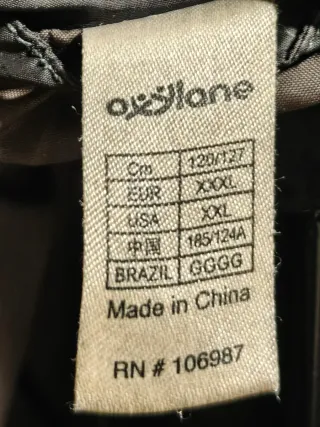 oxylane
Cm 120/127
EUR XXXL
USA XXL
中国 185/124A
BRAZIL GGGG
Made in China
RN # 106987